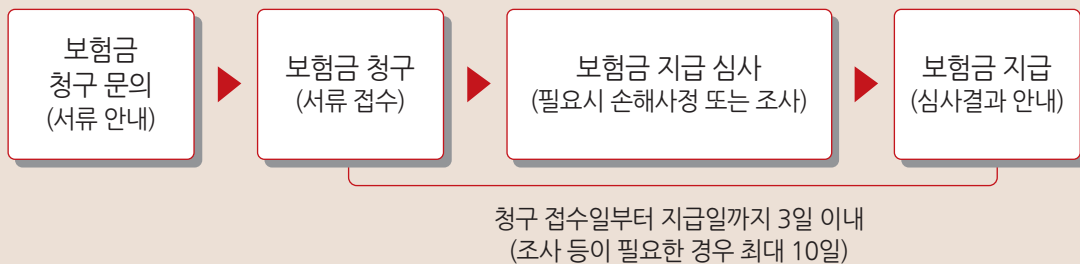 보험금
청구 문의
(서류 안내)
보험금 청구
(서류 접수)
보험금 지급 심사
(필요시 손해사정 또는 조사)
보험금 지급
(심사결과 안내)
청구 접수일부터 지급일까지 3일 이내
(조사 등이 필요한 경우 최대 10일)